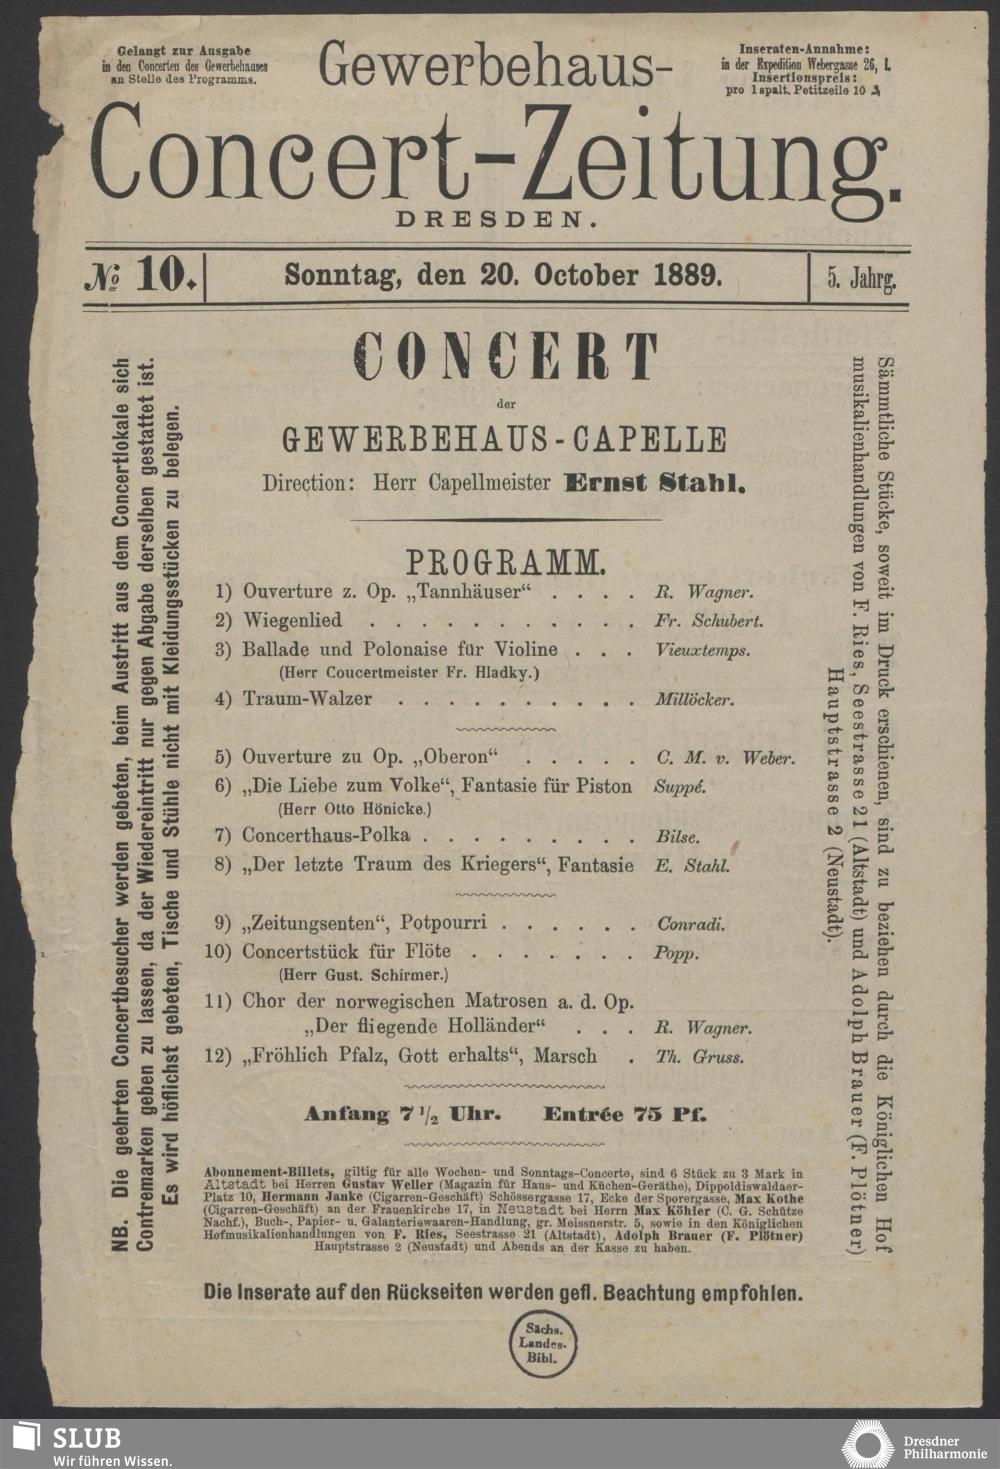 Gelangt zur Ausgabe
in den Concerten des Gewerbehauses
an Stelle des Programms.
Gewerbehaus-
Inseraten-Annahme:
in der Expedition Webergasse 26, I.
Insertionspreis:
pro 1 spalt. Petitzeile 10 ₰
Concert-Zeitung.
DRESDEN.
№ 10.
Sonntag, den 20. October 1889.
5. Jahrg.
CONCERT
der
GEWERBEHAUS-CAPELLE
Direction: Herr Capellmeister Ernst Stahl.
PROGRAMM.
1) Ouverture z. Op. „Tannhäuser“ . . . . R. Wagner.
2) Wiegenlied . . . . . . . . . . . Fr. Schubert.
3) Ballade und Polonaise für Violine . . . Vieuxtemps.
(Herr Coucertmeister Fr. Hladky.)
4) Traum-Walzer . . . . . . . . . . Millöcker.
5) Ouverture zu Op. „Oberon“ . . . . . C. M. v. Weber.
6) „Die Liebe zum Volke“, Fantasie für Piston Suppé.
(Herr Otto Hönicke.)
7) Concerthaus-Polka . . . . . . . . . Bilse.
8) „Der letzte Traum des Kriegers“, Fantasie E. Stahl.
9) „Zeitungsenten“, Potpourri . . . . . . Conradi.
10) Concertstück für Flöte . . . . . . . Popp.
(Herr Gust. Schirmer.)
11) Chor der norwegischen Matrosen a. d. Op.
„Der fliegende Holländer“ . . . R. Wagner.
12) „Fröhlich Pfalz, Gott erhalts“, Marsch . Th. Gruss.
Anfang 7 1/2 Uhr. Entrée 75 Pf.
Abonnement-Billets, giltig für alle Wochen- und Sonntags-Concerte, sind 6 Stück zu 3 Mark in
Altstadt bei Herren Gustav Weller (Magazin für Haus- und Küchen-Geräthe), Dippoldiswaldaer-
Platz 10, Hermann Janke (Cigarren-Geschäft) Schössergasse 17, Ecke der Sporergasse, Max Kothe
(Cigarren-Geschäft) an der Frauenkirche 17, in Neustadt bei Herrn Max Köhler (C. G. Schütze
Nachf.), Buch-, Papier- u. Galanteriewaaren-Handlung, gr. Meissnerstr. 5, sowie in den Königlichen
Hofmusikalienhandlungen von F. Ries, Seestrasse 21 (Altstadt), Adolph Brauer (F. Plötner)
Hauptstrasse 2 (Neustadt) und Abends an der Kasse zu haben.
Die Inserate auf den Rückseiten werden gefl. Beachtung empfohlen.
NB. Die geehrten Concertbesucher werden gebeten, beim Austritt aus dem Concertlokale sich
Contremarken geben zu lassen, da der Wiedereintritt nur gegen Abgabe derselben gestattet ist.
Es wird höflichst gebeten, Tische und Stühle nicht mit Kleidungsstücken zu belegen.
Sämmtliche Stücke, soweit im Druck erschienen, sind zu beziehen durch die Königlichen Hof
musikalienhandlungen von F. Ries, Seestrasse 21 (Altstadt) und Adolph Brauer (F. Plötner)
Hauptstrasse 2 (Neustadt).
Sächs.
Landes-
Bibl.
SLUB
Wir führen Wissen.
Dresdner
Philharmonie